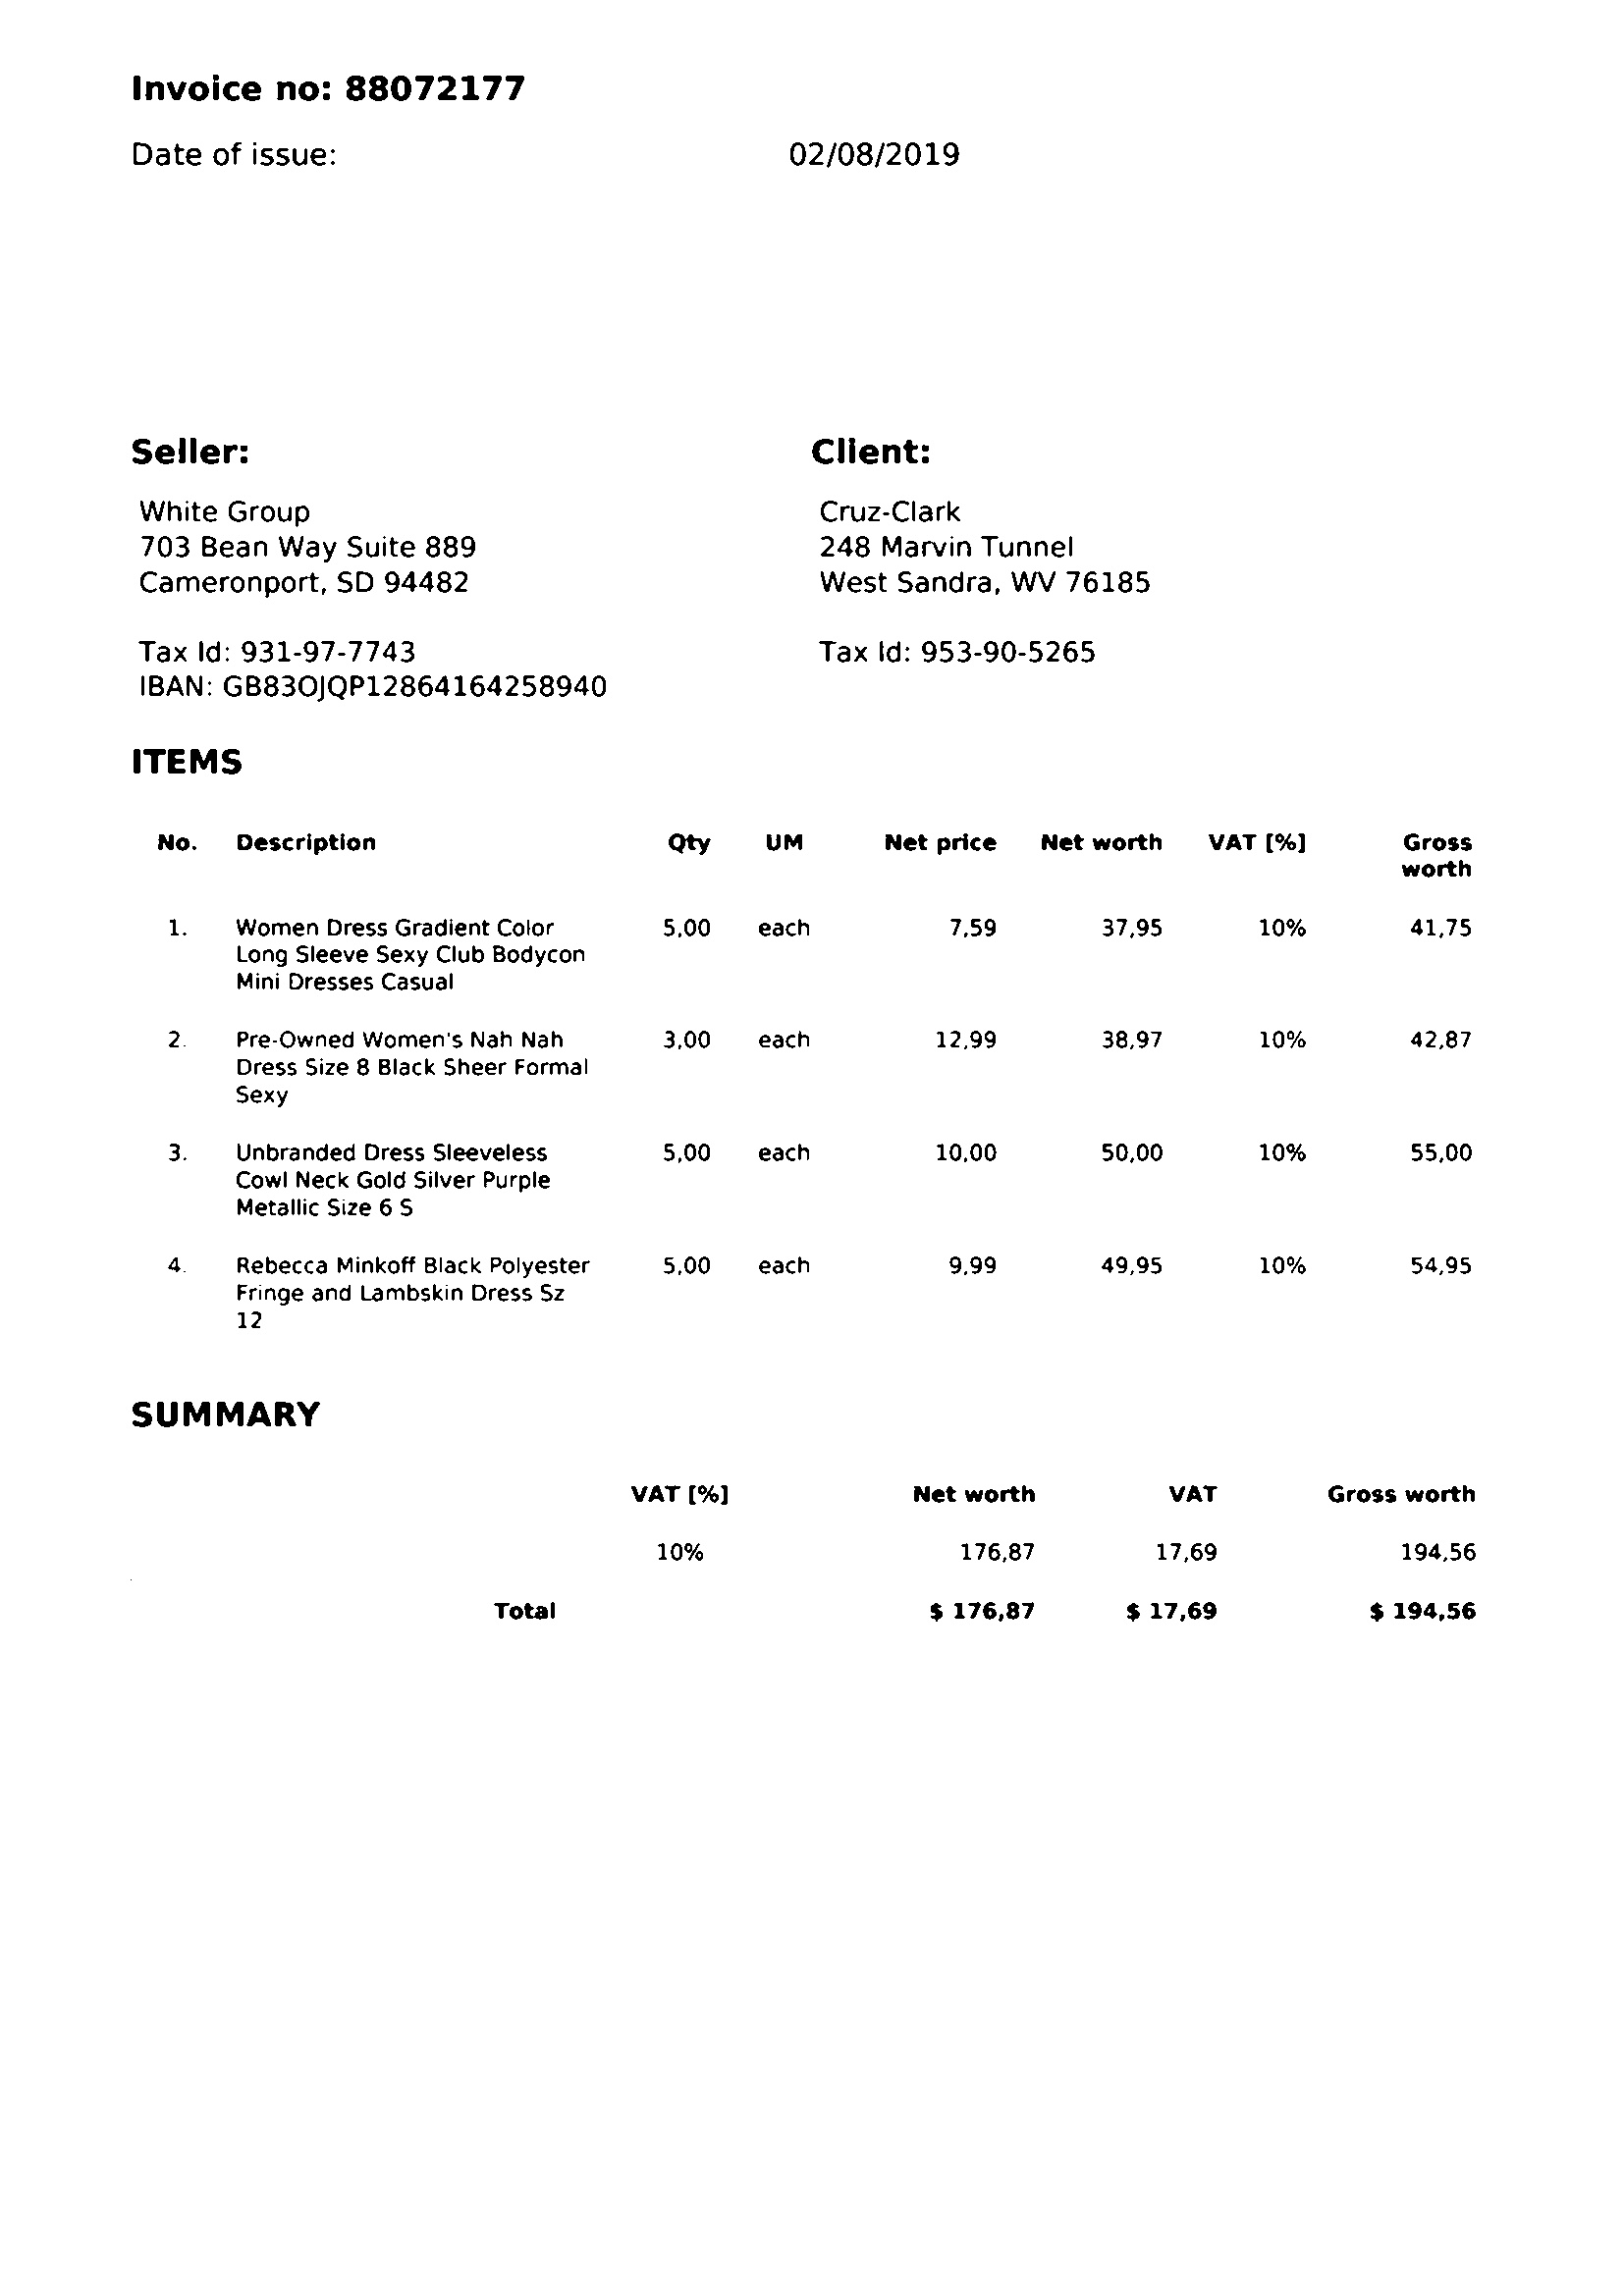 Invoice no: 88072177
Date of issue: 02/08/2019
Seller:
White Group
703 Bean Way Suite 889
Cameronport, SD 94482
Tax Id: 931-97-7743
IBAN: GB83OJQP12864164258940
Client:
Cruz-Clark
248 Marvin Tunnel
West Sandra, WV 76185
Tax Id: 953-90-5265
ITEMS
No. Description Qty UM Net price Net worth VAT [%] Gross
worth
1. Women Dress Gradient Color 5,00 each 7,59 37,95 10% 41,75
Long Sleeve Sexy Club Bodycon
Mini Dresses Casual
2. Pre-Owned Women's Nah Nah 3,00 each 12,99 38,97 10% 42,87
Dress Size 8 Black Sheer Formal
Sexy
3. Unbranded Dress Sleeveless 5,00 each 10,00 50,00 10% 55,00
Cowl Neck Gold Silver Purple
Metallic Size 6 S
4. Rebecca Minkoff Black Polyester 5,00 each 9,99 49,95 10% 54,95
Fringe and Lambskin Dress Sz
12
SUMMARY
VAT [%] Net worth VAT Gross worth
10% 176,87 17,69 194,56
Total $ 176,87 $ 17,69 $ 194,56